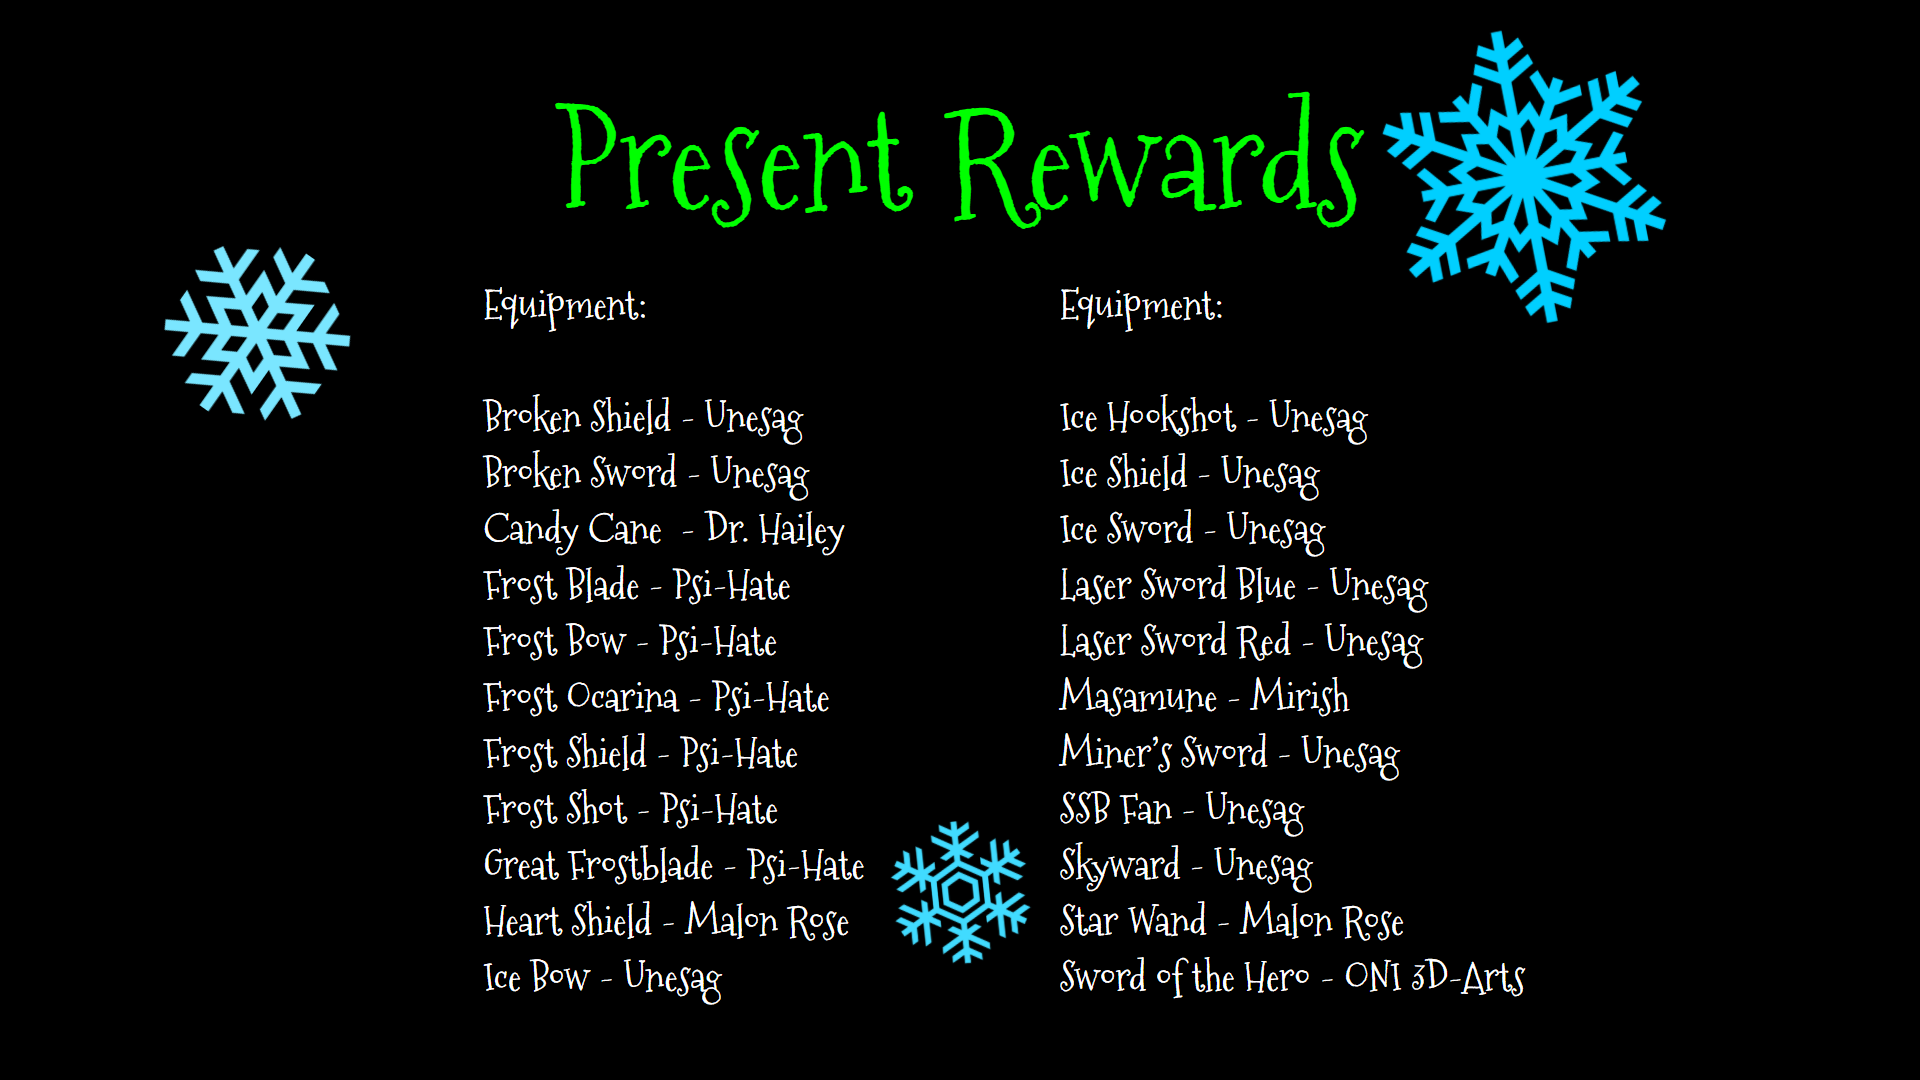 Present Rewards
Equipment:
Broken Shield - Unesag
Broken Sword - Unesag
Candy Cane  - Dr. Hailey
Frost Blade - Psi-Hate
Frost Bow - Psi-Hate
Frost Ocarina - Psi-Hate
Frost Shield - Psi-Hate
Frost Shot - Psi-Hate
Great Frostblade - Psi-Hate
Heart Shield - Malon Rose
Ice Bow - Unesag
Equipment:
Ice Hookshot - Unesag
Ice Shield - Unesag
Ice Sword - Unesag
Laser Sword Blue - Unesag
Laser Sword Red - Unesag
Masamune - Mirish
Miner’s Sword - Unesag
SSB Fan - Unesag
Skyward - Unesag
Star Wand - Malon Rose
Sword of the Hero - ONI 3D-Arts